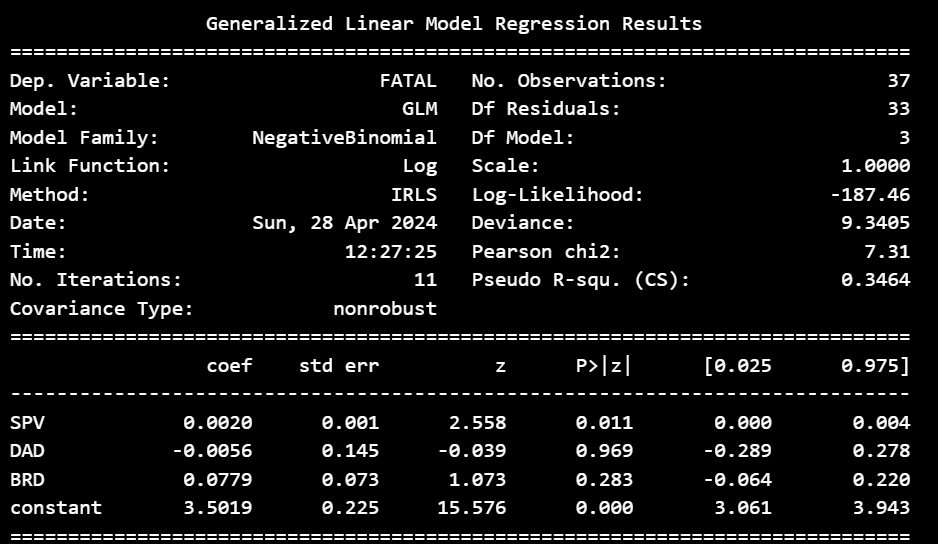 Generalized Linear Model Regression Results
==============================================================================
Dep. Variable: FATAL No. Observations: 37
Model: GLM Df Residuals: 33
Model Family: NegativeBinomial Df Model: 3
Link Function: Log Scale: 1.0000
Method: IRLS Log-Likelihood: -187.46
Date: Sun, 28 Apr 2024 Deviance: 9.3405
Time: 12:27:25 Pearson chi2: 7.31
No. Iterations: 11 Pseudo R-squ. (CS): 0.3464
Covariance Type: nonrobust
==============================================================================
coef std err z P>|z| [0.025 0.975]
------------------------------------------------------------------------------
SPV 0.0020 0.001 2.558 0.011 0.000 0.004
DAD -0.0056 0.145 -0.039 0.969 -0.289 0.278
BRD 0.0779 0.073 1.073 0.283 -0.064 0.220
constant 3.5019 0.225 15.576 0.000 3.061 3.943
==============================================================================